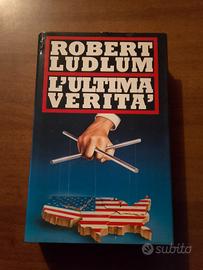 ROBERT
LUDLUM
L'ULTIMA
VERITA'
subito